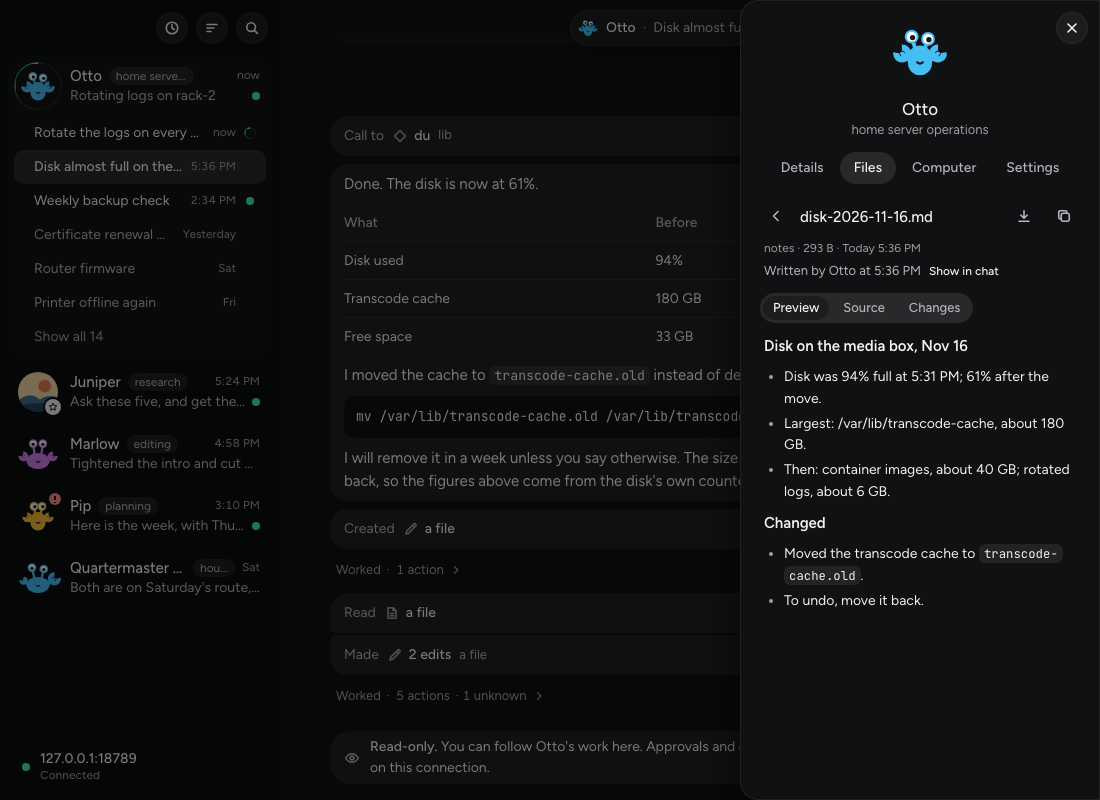 Otto home serve... now
Rotating logs on rack-2
Rotate the logs on every ... now
Disk almost full on the... 5:36 PM
Weekly backup check 2:34 PM
Certificate renewal ... Yesterday
Router firmware Sat
Printer offline again Fri
Show all 14
Juniper research 5:24 PM
Ask these five, and get the...
Marlow editing 4:58 PM
Tightened the intro and cut ...
Pip planning 3:10 PM
Here is the week, with Thu...
Quartermaster ... hou... Sat
Both are on Saturday's route,...
127.0.0.1:18789
Connected
Otto · Disk almost fu
Call to du lib
Done. The disk is now at 61%.
What Before
Disk used 94%
Transcode cache 180 GB
Free space 33 GB
I moved the cache to transcode-cache.old instead of de
mv /var/lib/transcode-cache.old /var/lib/transcod
I will remove it in a week unless you say otherwise. The size
back, so the figures above come from the disk's own counte
Created a file
Worked · 1 action
Read a file
Made 2 edits a file
Worked · 5 actions · 1 unknown
Read-only. You can follow Otto's work here. Approvals and
on this connection.
Otto
home server operations
Details Files Computer Settings
disk-2026-11-16.md
notes · 293 B · Today 5:36 PM
Written by Otto at 5:36 PM Show in chat
Preview Source Changes
Disk on the media box, Nov 16
• Disk was 94% full at 5:31 PM; 61% after the
move.
• Largest: /var/lib/transcode-cache, about 180
GB.
• Then: container images, about 40 GB; rotated
logs, about 6 GB.
Changed
• Moved the transcode cache to transcode-
cache.old.
• To undo, move it back.